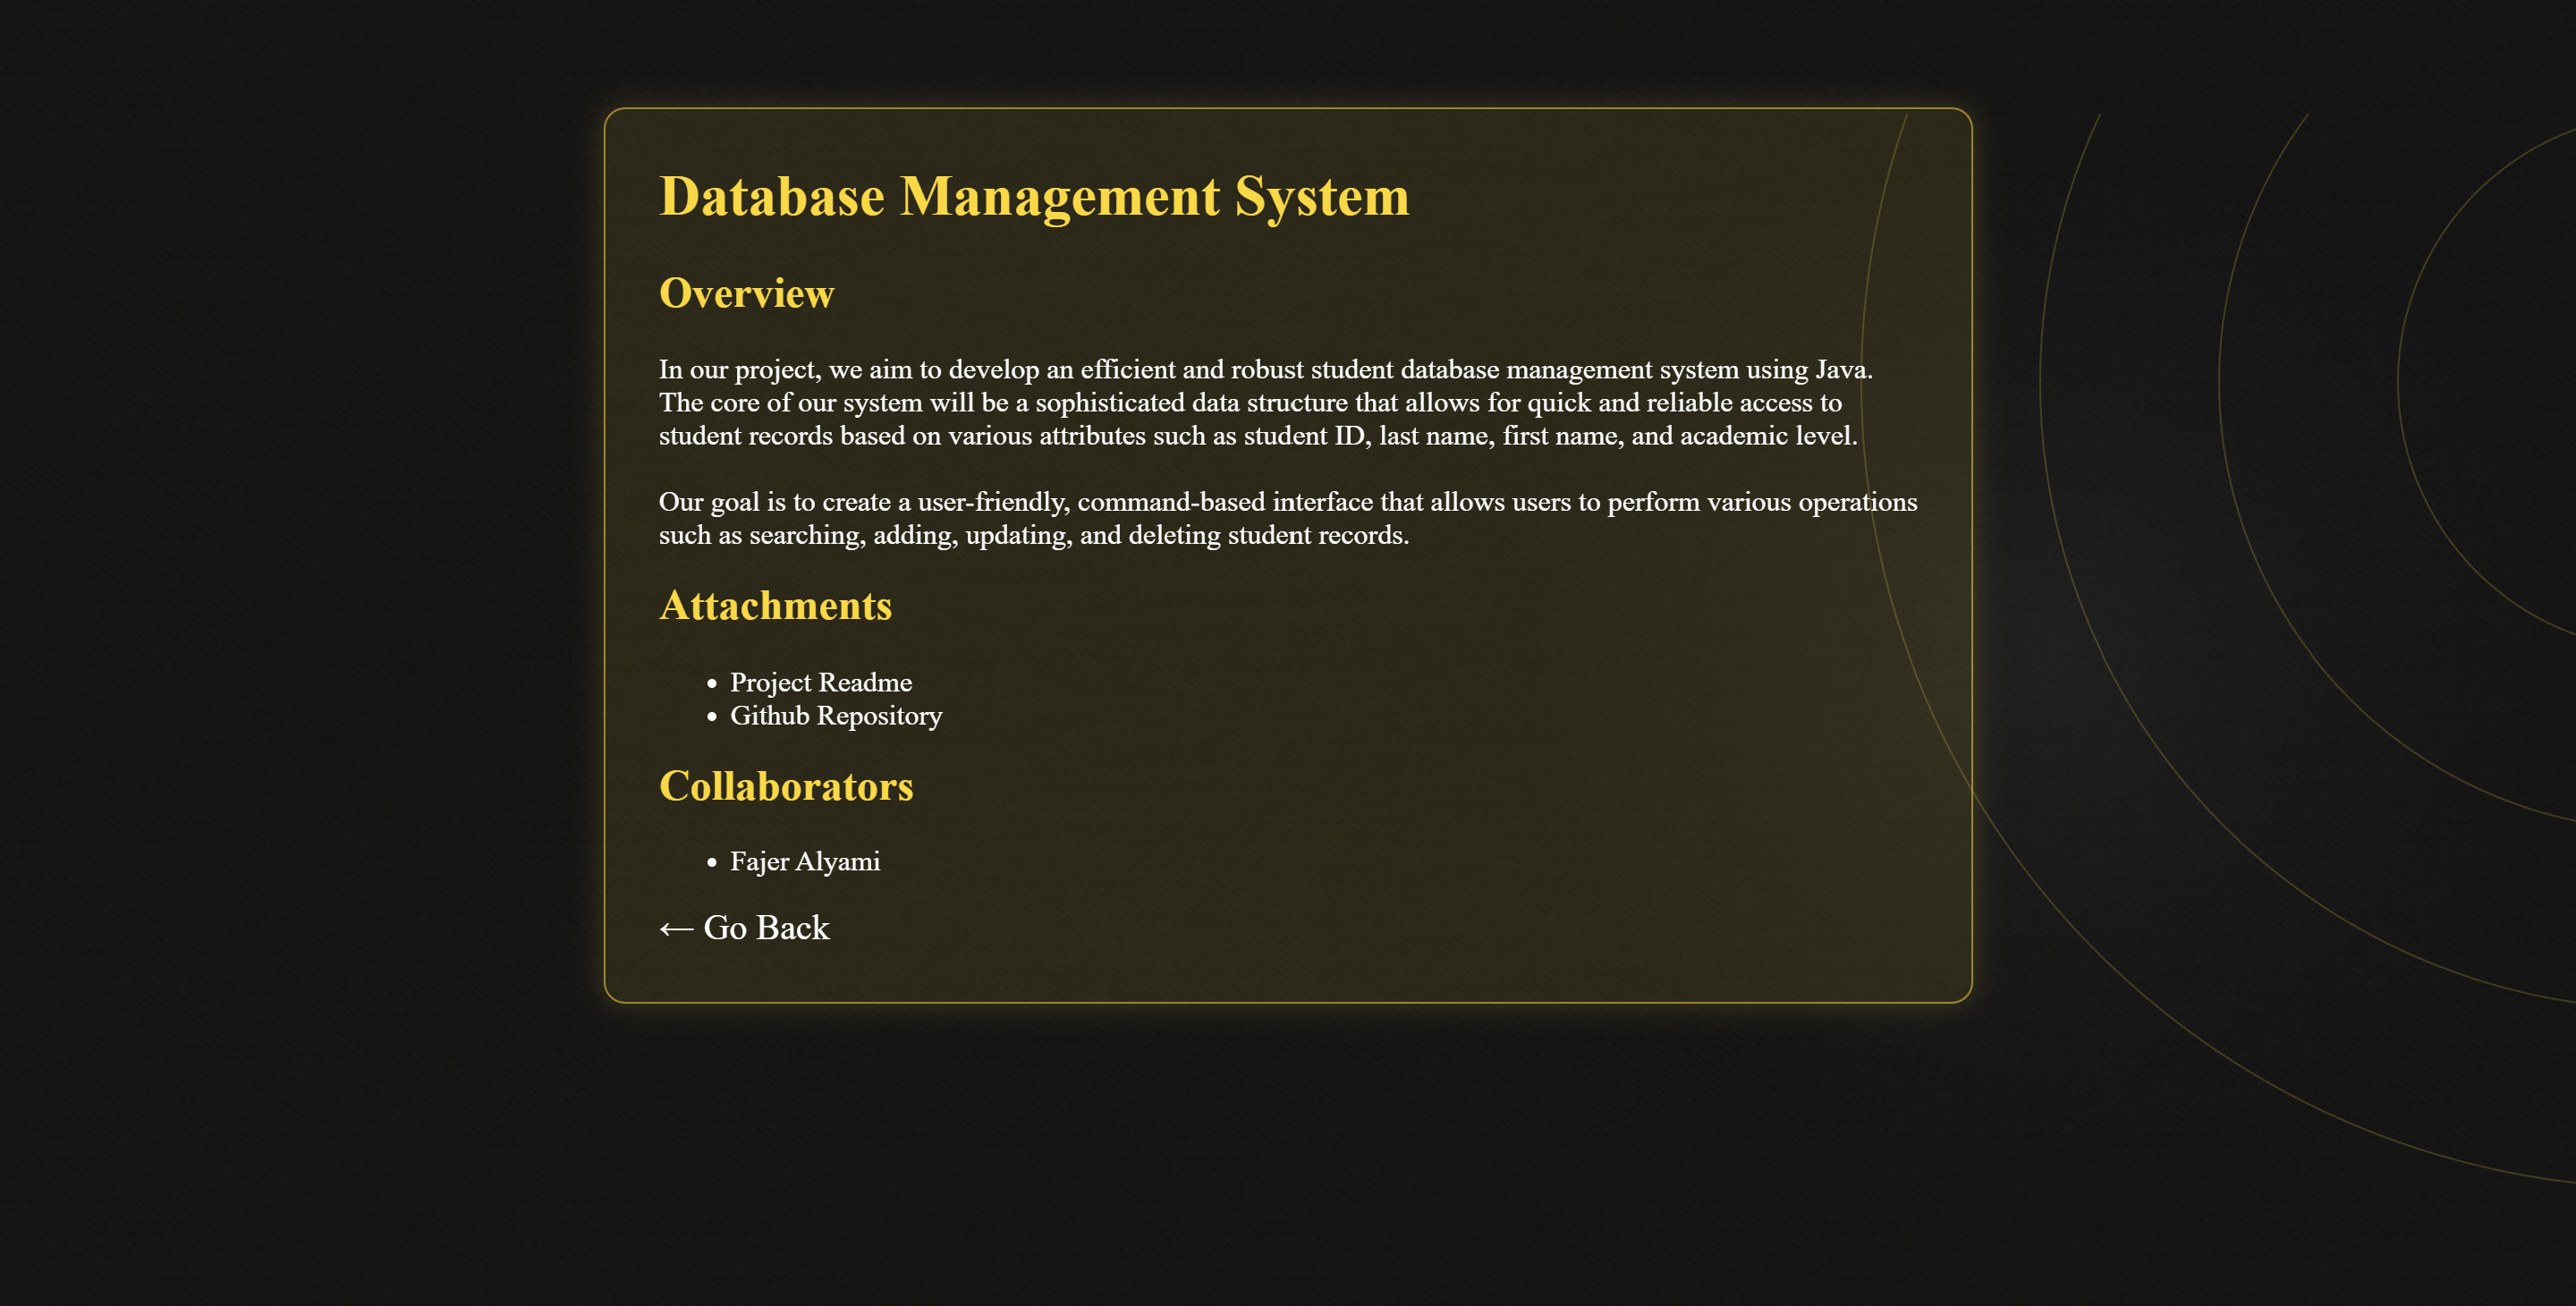 Database Management System
Overview
In our project, we aim to develop an efficient and robust student database management system using Java.
The core of our system will be a sophisticated data structure that allows for quick and reliable access to
student records based on various attributes such as student ID, last name, first name, and academic level.
Our goal is to create a user-friendly, command-based interface that allows users to perform various operations
such as searching, adding, updating, and deleting student records.
Attachments
• Project Readme
• Github Repository
Collaborators
• Fajer Alyami
← Go Back